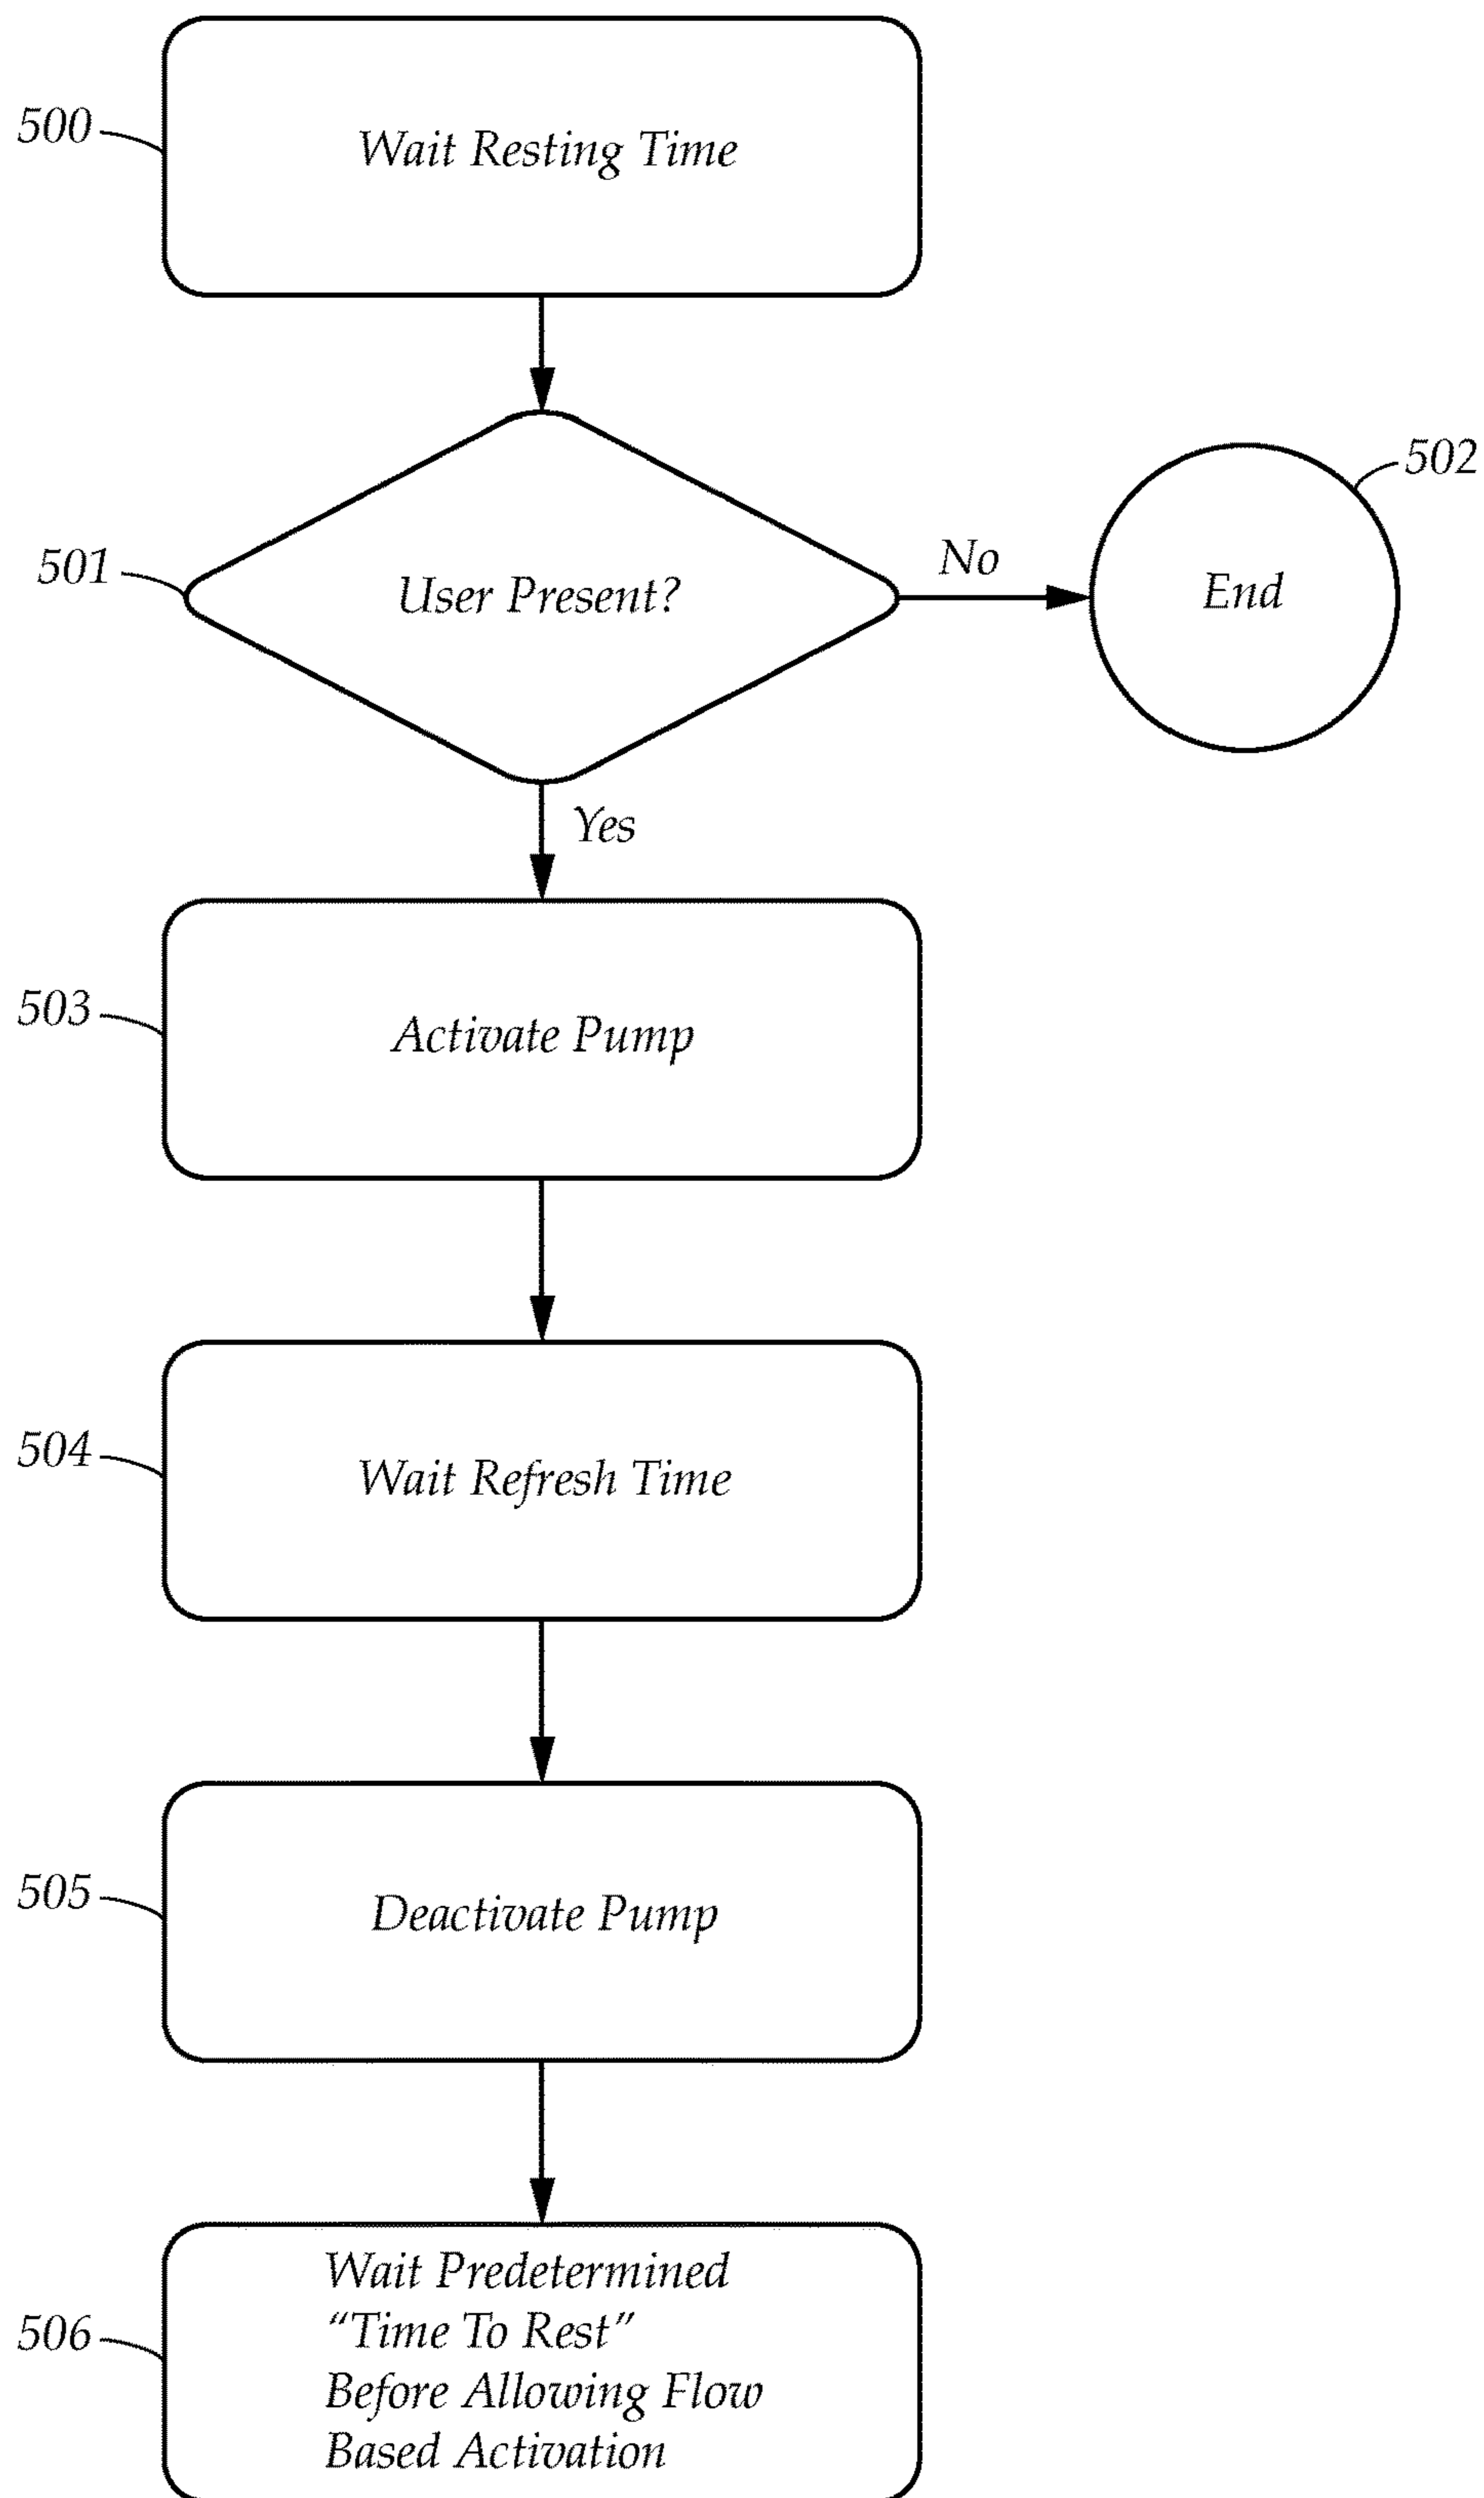 500
Wait Resting Time
502
No
501
User Present?
End
Yes
503
Activate Pump
504
Wait Refresh Time
505
Deactivate Pump
506
Wait Predetermined
“Time To Rest”
Before Allowing Flow
Based Activation